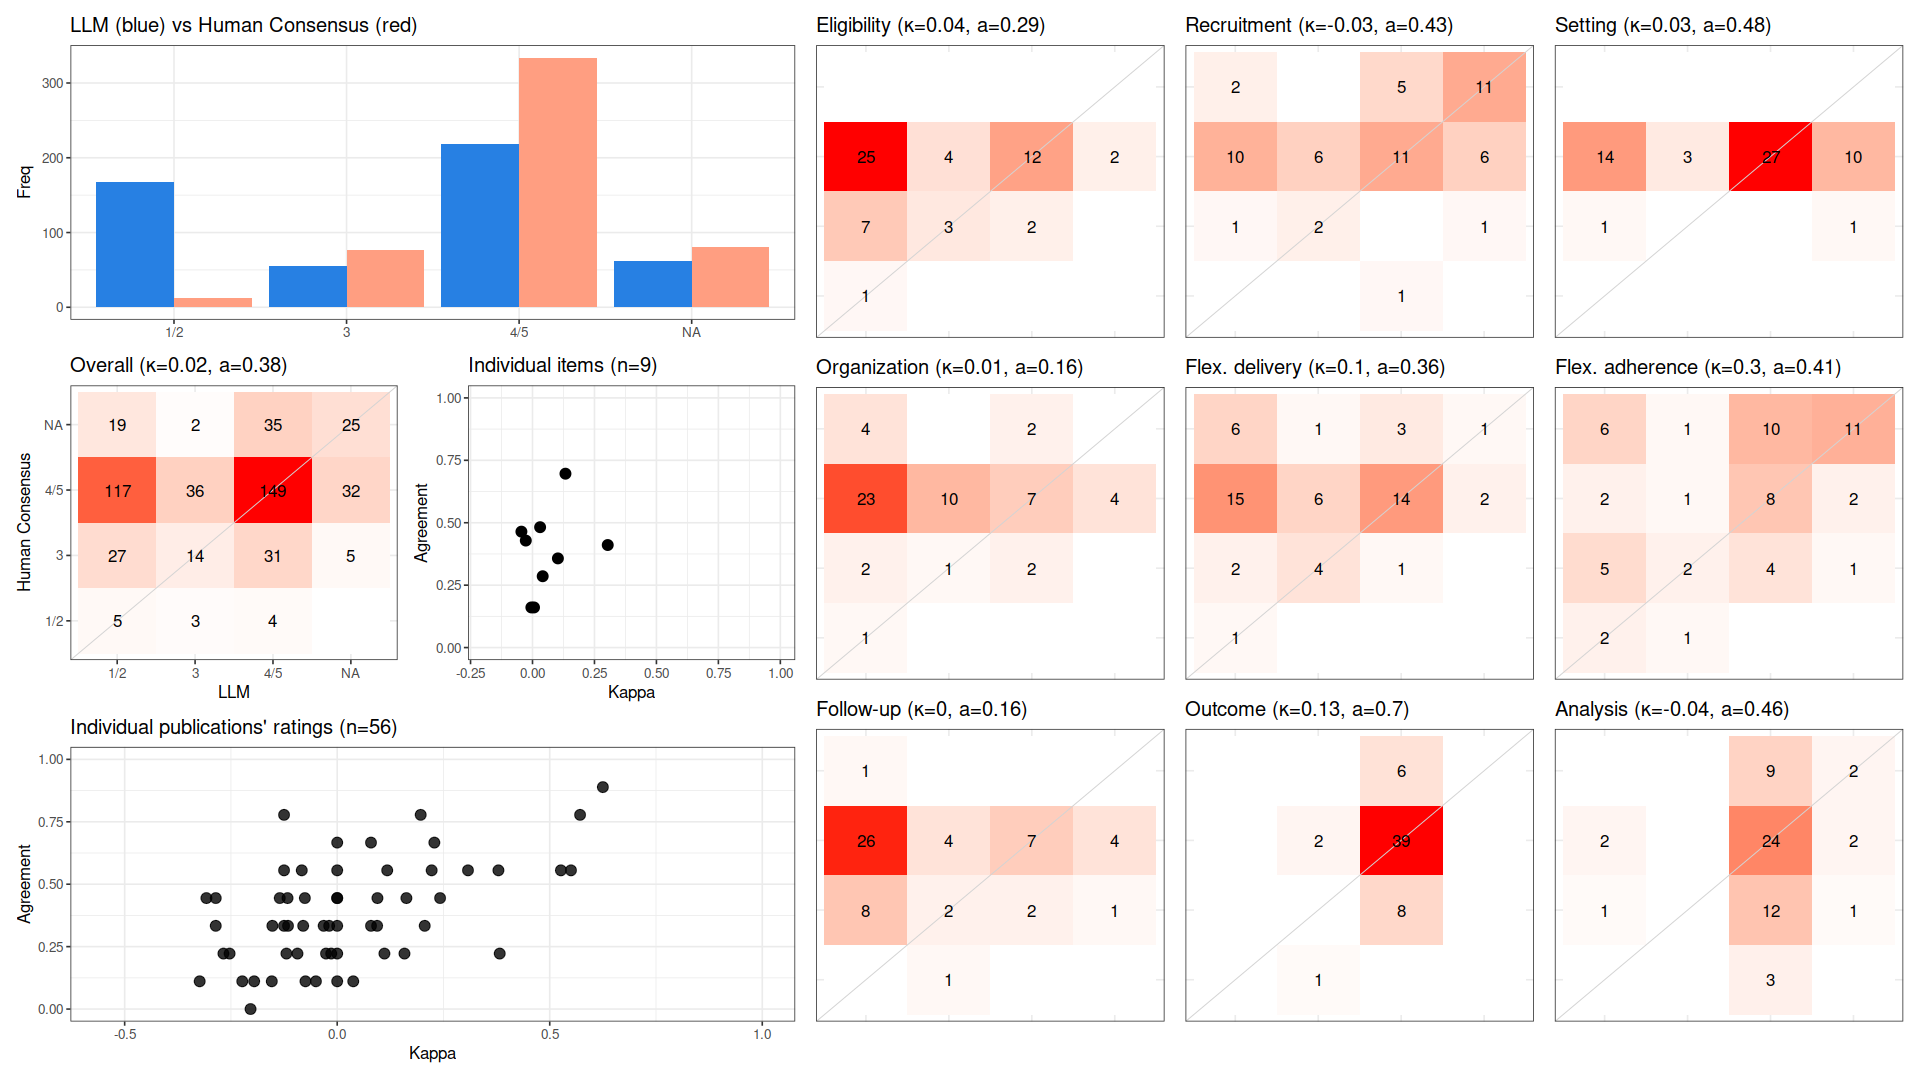 LLM (blue) vs Human Consensus (red)
Freq
300
200
100
0
1/2 3 4/5 NA
Overall (κ=0.02, a=0.38)
Human Consensus
NA 19 2 35 25
4/5 117 36 149 32
3 27 14 31 5
1/2 5 3 4
1/2 3 4/5 NA
LLM
Individual items (n=9)
Agreement
1.00
0.75
0.50
0.25
0.00
-0.25 0.00 0.25 0.50 0.75 1.00
Kappa
Individual publications' ratings (n=56)
Agreement
1.00
0.75
0.50
0.25
0.00
-0.5 0.0 0.5 1.0
Kappa
Eligibility (κ=0.04, a=0.29)
25 4 12 2
7 3 2
1
Recruitment (κ=-0.03, a=0.43)
2 5 11
10 6 11 6
1 2 1
1
Setting (κ=0.03, a=0.48)
14 3 27 10
1 1
Organization (κ=0.01, a=0.16)
4 2
23 10 7 4
2 1 2
1
Flex. delivery (κ=0.1, a=0.36)
6 1 3 1
15 6 14 2
2 4 1
1
Flex. adherence (κ=0.3, a=0.41)
6 1 10 11
2 1 8 2
5 2 4 1
2 1
Follow-up (κ=0, a=0.16)
1
26 4 7 4
8 2 2 1
1
Outcome (κ=0.13, a=0.7)
6
2 39
8
1
Analysis (κ=-0.04, a=0.46)
9 2
2 24 2
1 12 1
3